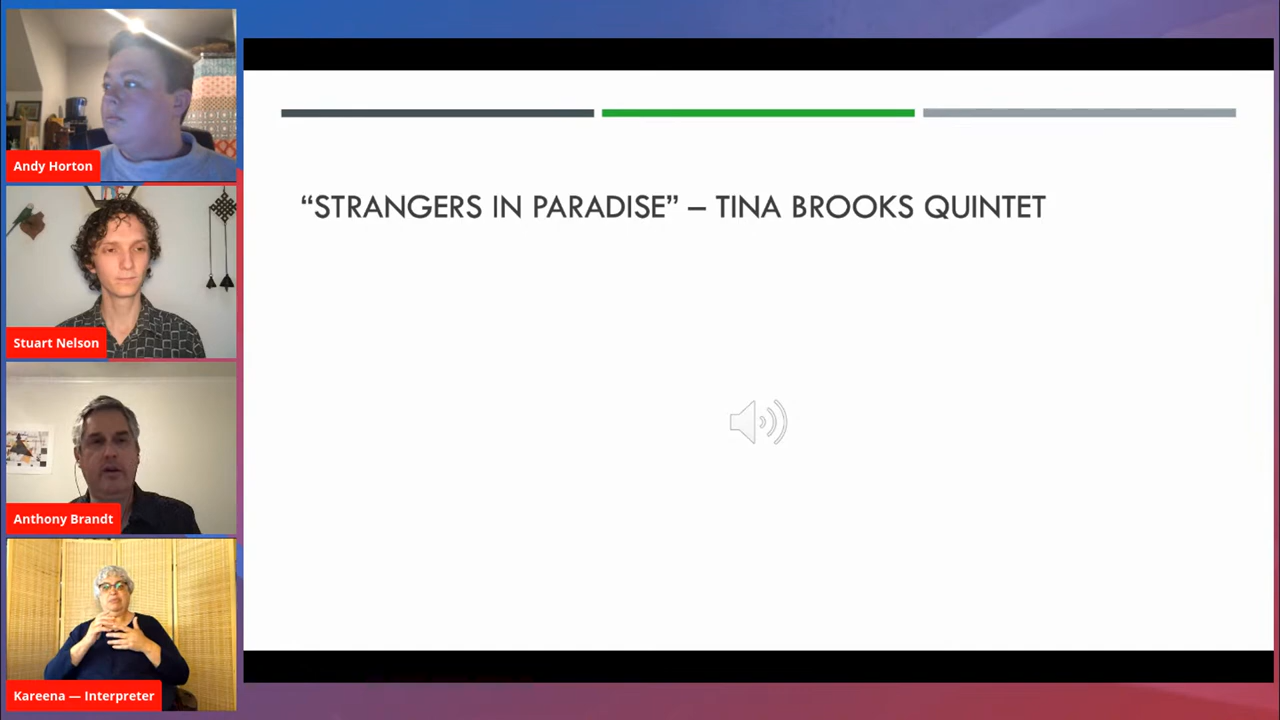 Andy Horton
Stuart Nelson
Anthony Brandt
Kareena — Interpreter
“STRANGERS IN PARADISE” – TINA BROOKS QUINTET